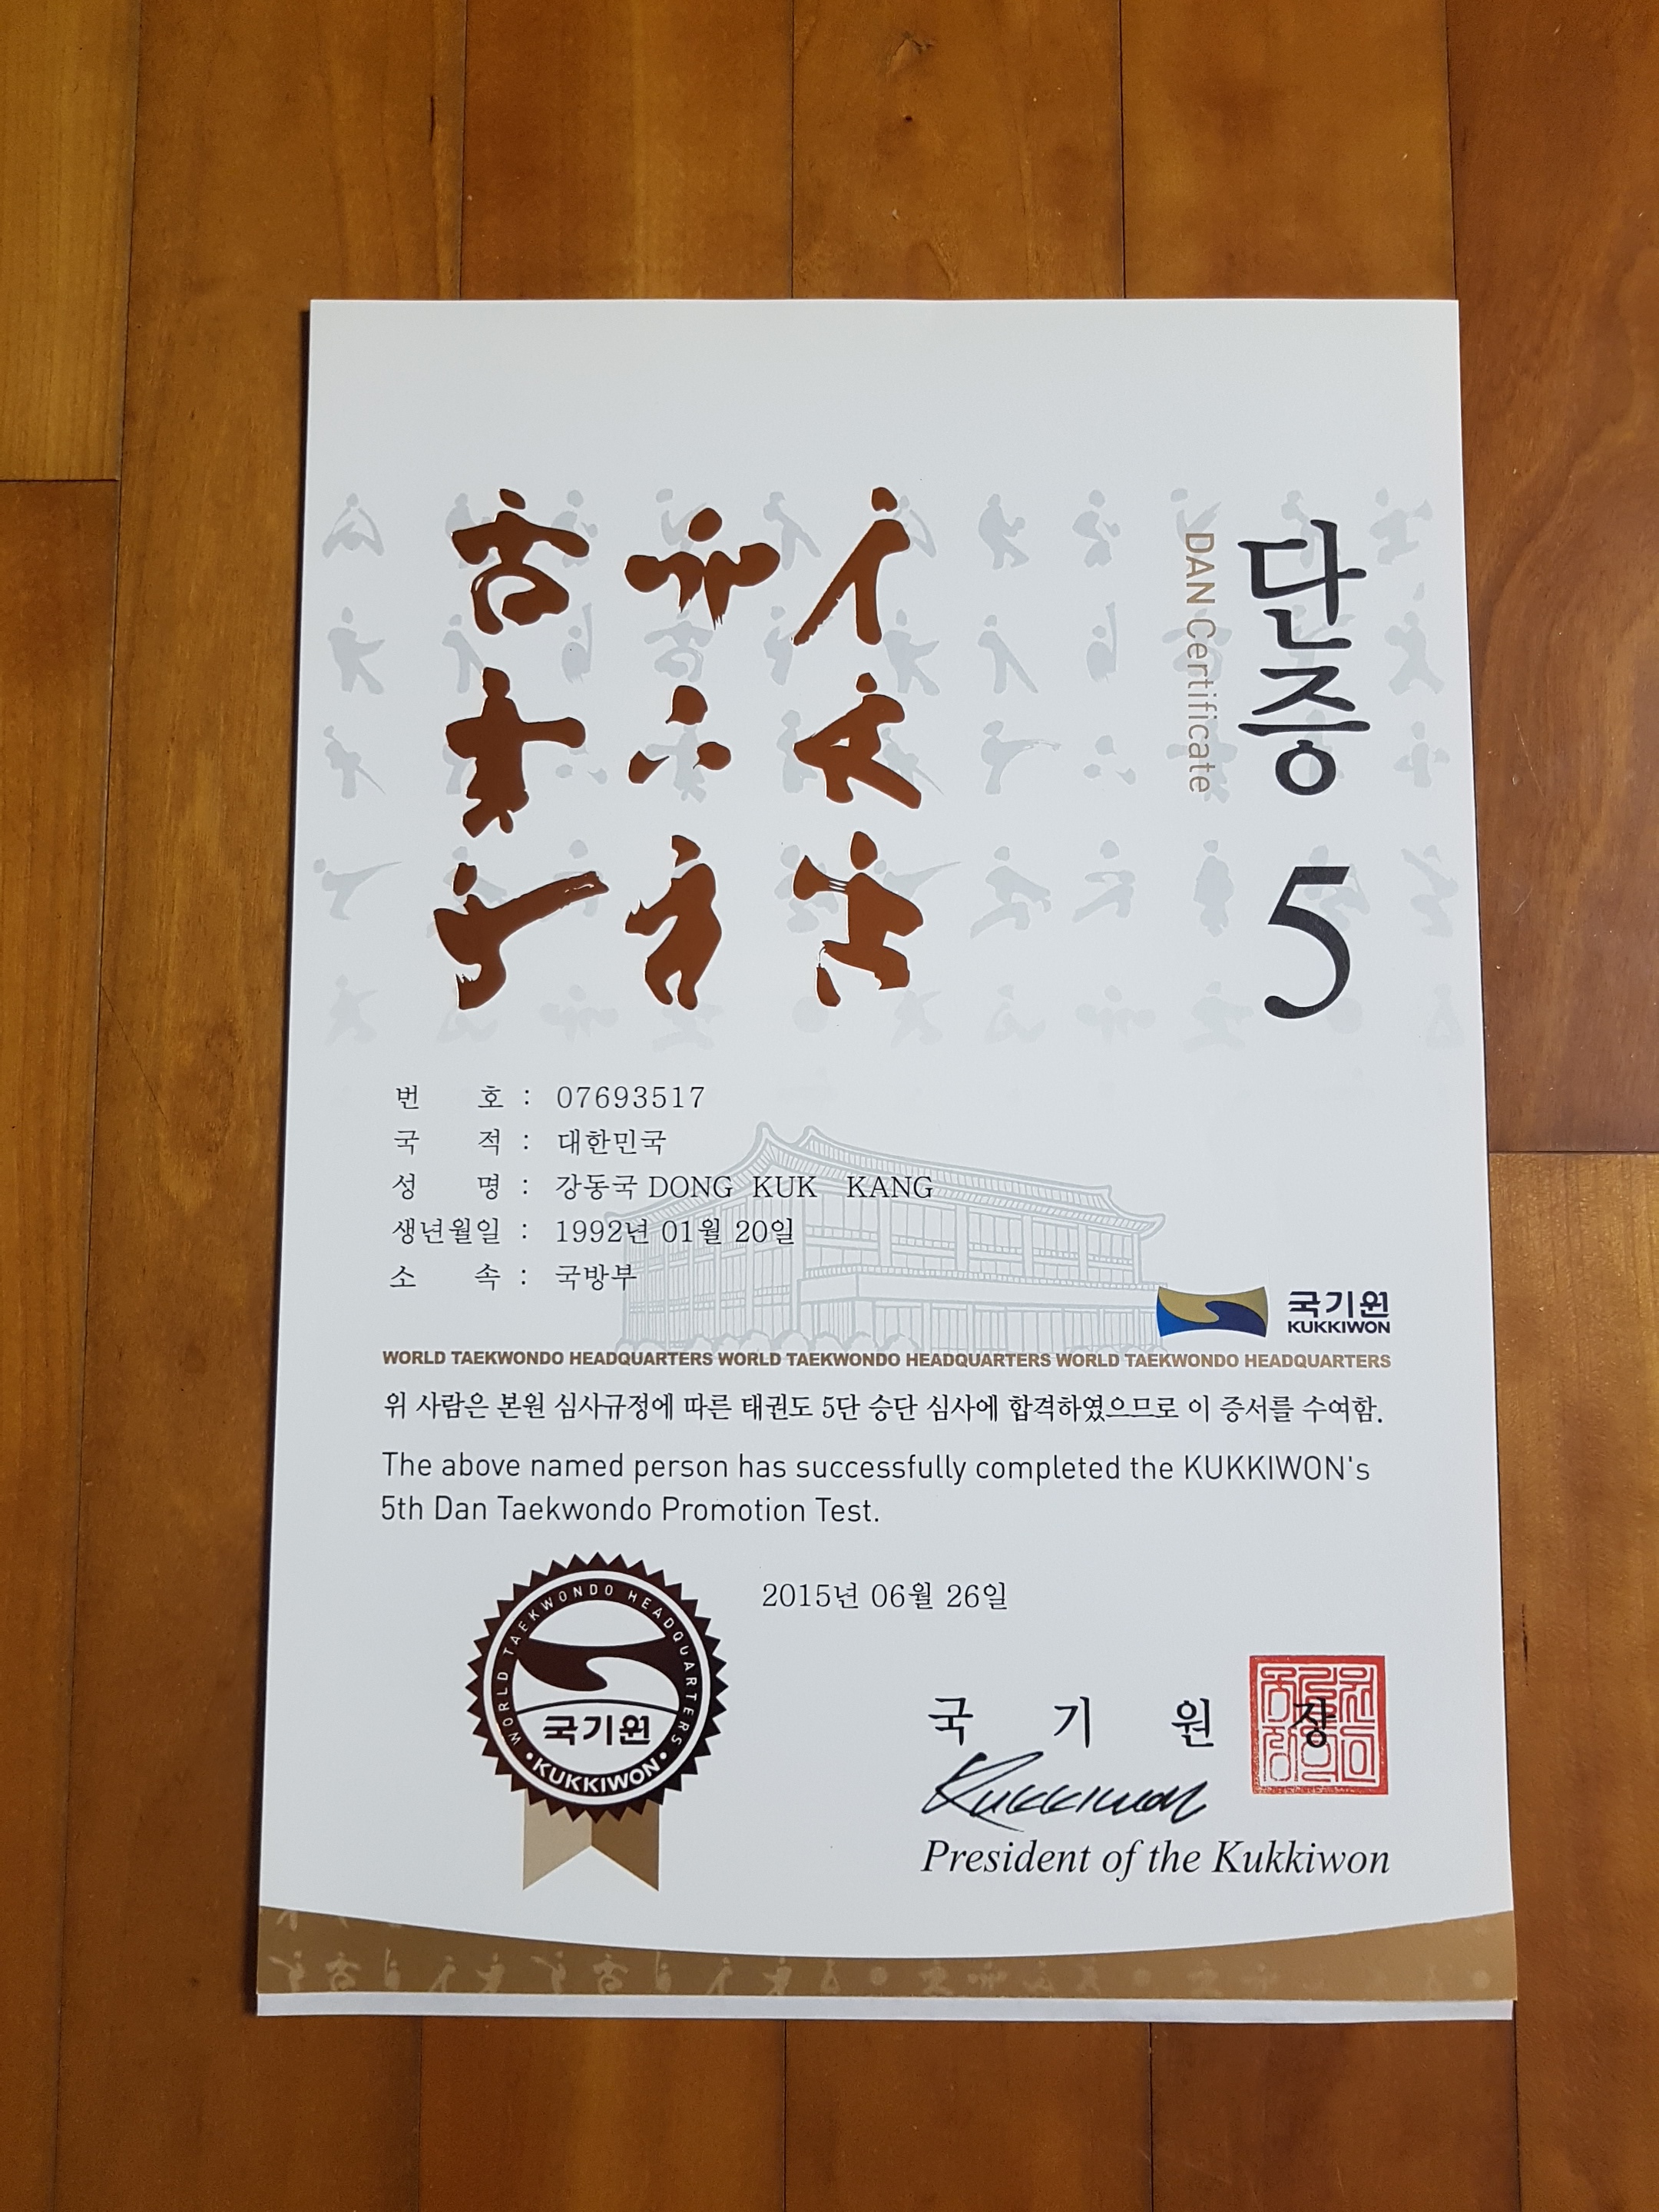 단증 5
DAN Certificate
번 호 : 07693517
국 적 : 대한민국
성 명 : 강동국 DONG KUK KANG
생년월일 : 1992년 01월 20일
소 속 : 국방부
국기원
KUKKIWON
WORLD TAEKWONDO HEADQUARTERS WORLD TAEKWONDO HEADQUARTERS WORLD TAEKWONDO HEADQUARTERS
위 사람은 본원 심사규정에 따른 태권도 5단 승단 심사에 합격하였으므로 이 증서를 수여함.
The above named person has successfully completed the KUKKIWON's
5th Dan Taekwondo Promotion Test.
2015년 06월 26일
WORLD TAEKWONDO HEADQUARTERS
국기원
• KUKKIWON •
국 기 원 장
Kukkiwon
President of the Kukkiwon